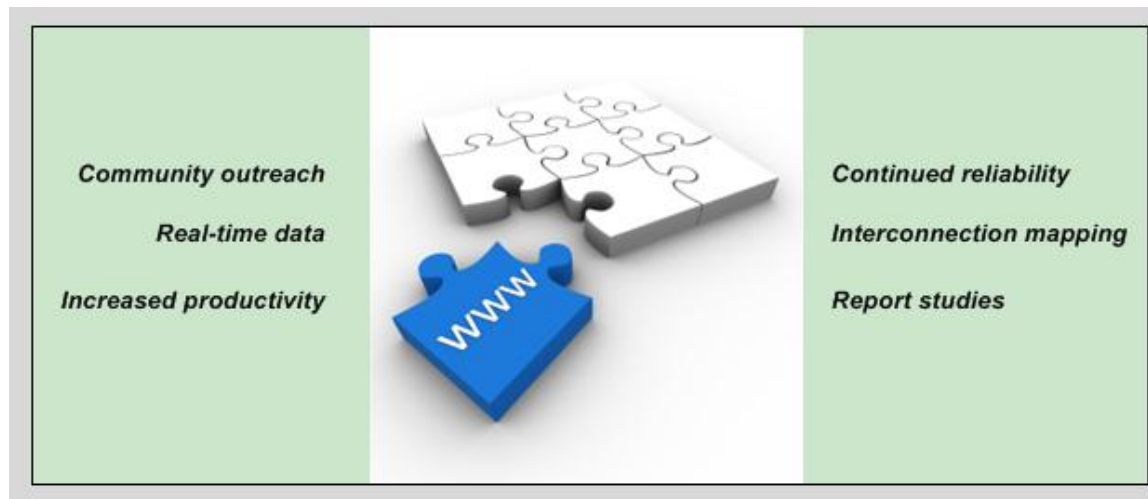 Community outreach
Real-time data
Increased productivity
www
Continued reliability
Interconnection mapping
Report studies